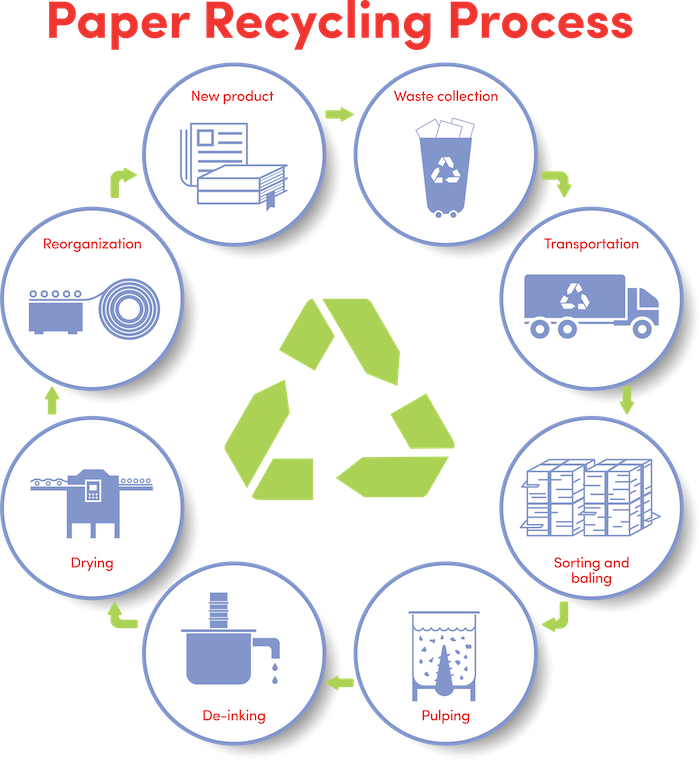 Paper Recycling Process
New product
Waste collection
Transportation
Sorting and
baling
Pulping
De-inking
Drying
Reorganization